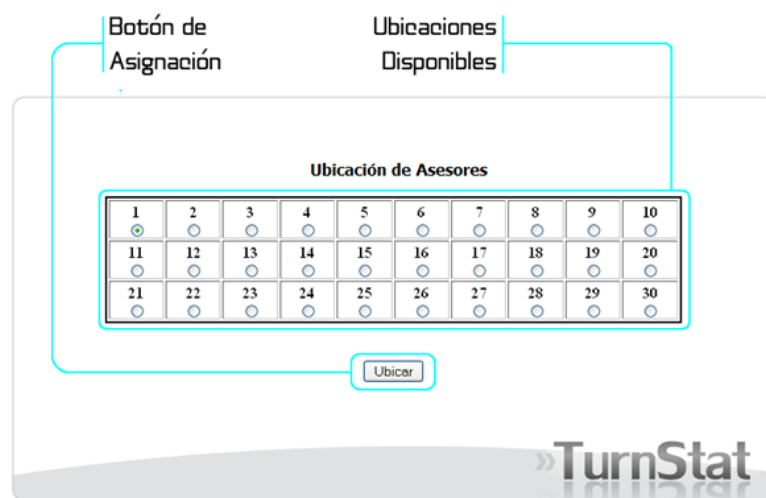 Botón de
Asignación
Ubicaciones
Disponibles
Ubicación de Asesores
1 2 3 4 5 6 7 8 9 10
11 12 13 14 15 16 17 18 19 20
21 22 23 24 25 26 27 28 29 30
Ubicar
»TurnStat